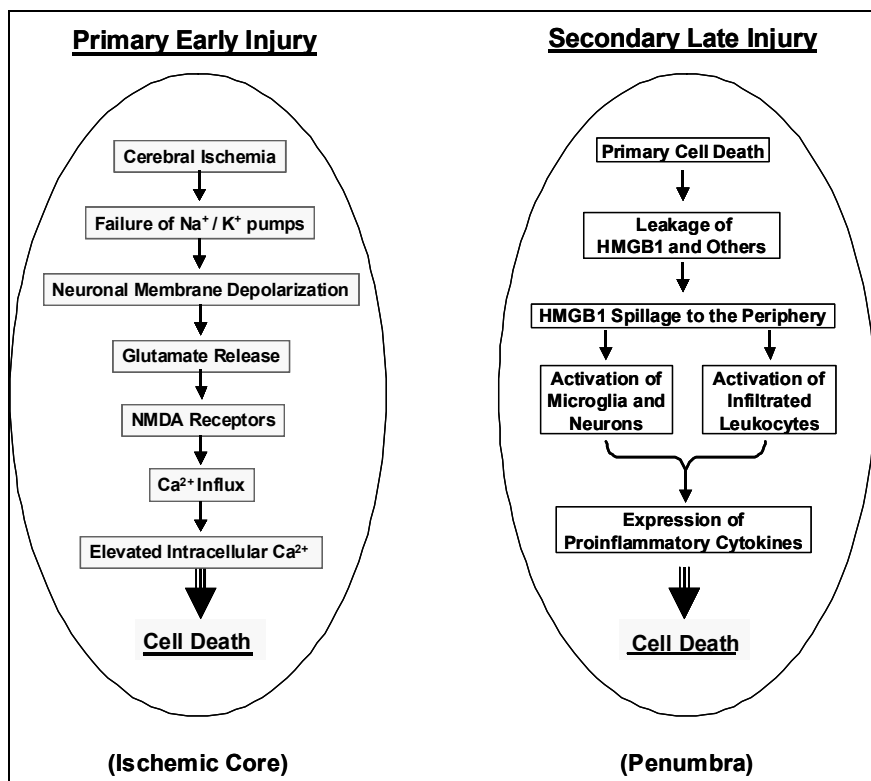 Primary Early Injury
Cerebral Ischemia
Failure of Na⁺ / K⁺ pumps
Neuronal Membrane Depolarization
Glutamate Release
NMDA Receptors
Ca²⁺ Influx
Elevated Intracellular Ca²⁺
Cell Death
(Ischemic Core)
Secondary Late Injury
Primary Cell Death
Leakage of
HMGB1 and Others
HMGB1 Spillage to the Periphery
Activation of
Microglia and
Neurons
Activation of
Infiltrated
Leukocytes
Expression of
Proinflammatory Cytokines
Cell Death
(Penumbra)